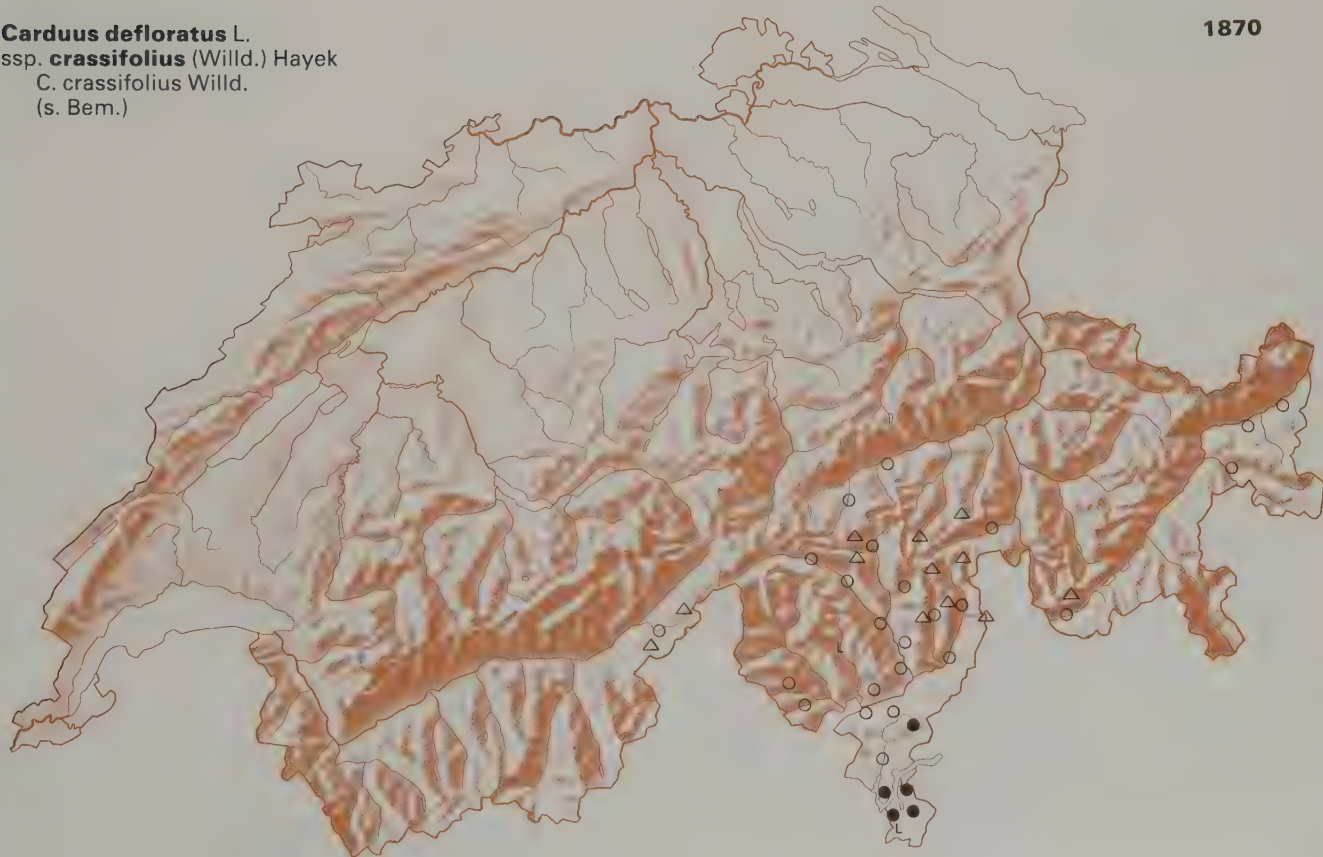 Carduus defloratus L.
ssp. crassifolius (Willd.) Hayek
C. crassifolius Willd.
(s. Bem.)
1870
L
L